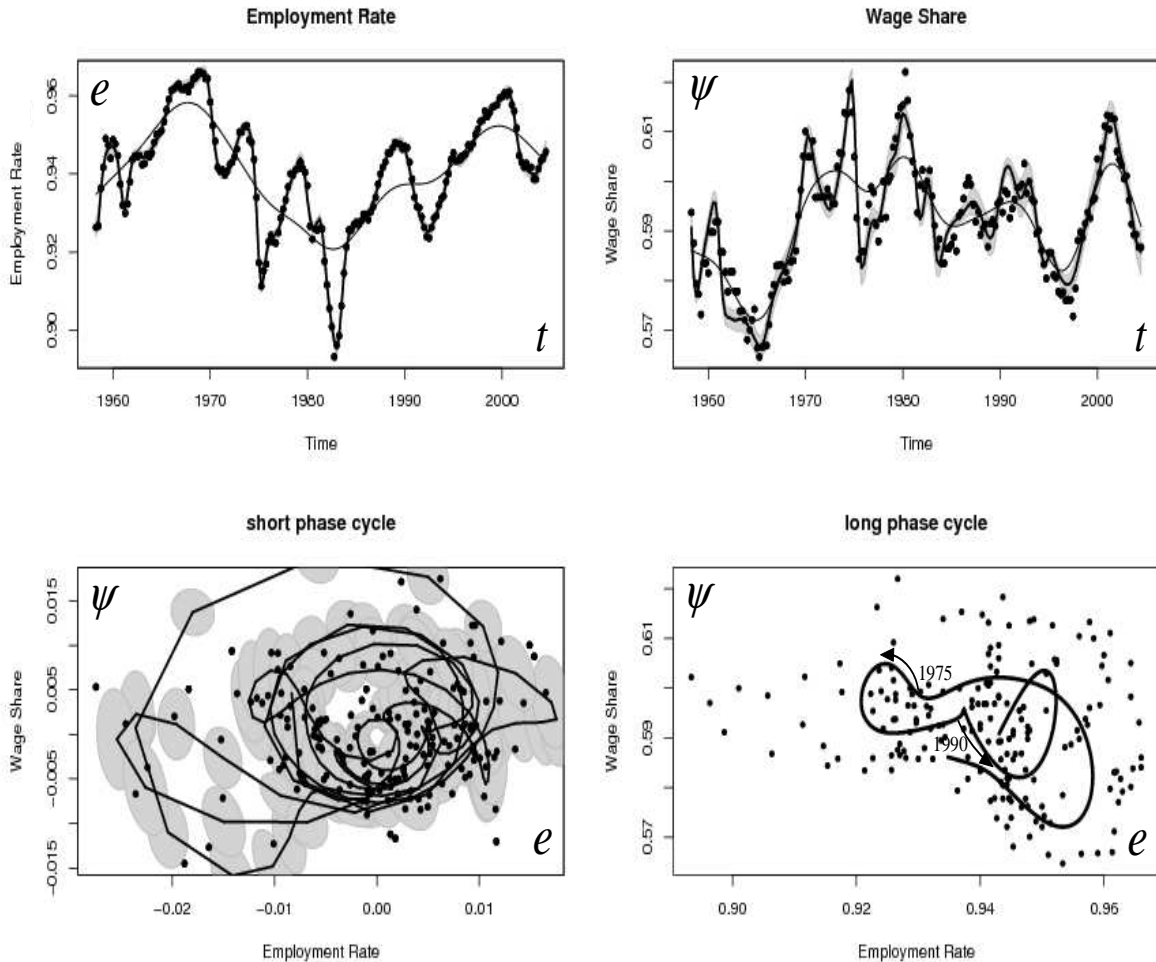 Employment Rate
e
Employment Rate
0.96
0.94
0.92
0.90
t
1960 1970 1980 1990 2000
Time
Wage Share
ψ
Wage Share
0.61
0.59
0.57
t
1960 1970 1980 1990 2000
Time
short phase cycle
ψ
Wage Share
0.015
0.005
−0.005
−0.015
e
−0.02 −0.01 0.00 0.01
Employment Rate
long phase cycle
ψ
Wage Share
0.61
0.59
0.57
1975
1990
e
0.90 0.92 0.94 0.96
Employment Rate